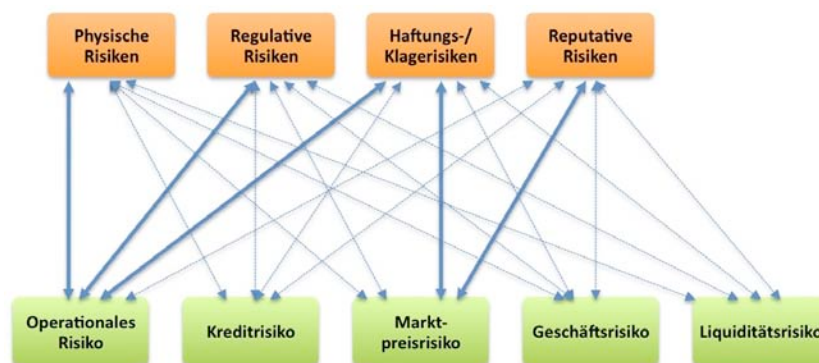 Physische
Risiken
Regulative
Risiken
Haftungs-/
Klagerisiken
Reputative
Risiken
Operationales
Risiko
Kreditrisiko
Markt-
preisrisiko
Geschäftsrisiko
Liquiditätsrisiko